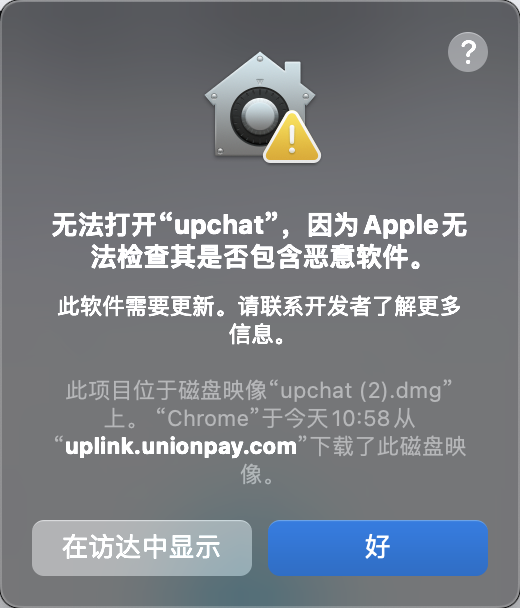 ?
无法打开“upchat”，因为 Apple 无
法检查其是否包含恶意软件。
此软件需要更新。请联系开发者了解更多
信息。
此项目位于磁盘映像“upchat (2).dmg”
上。 “Chrome”于今天 10:58 从
“uplink.unionpay.com”下载了此磁盘映
像。
在访达中显示
好